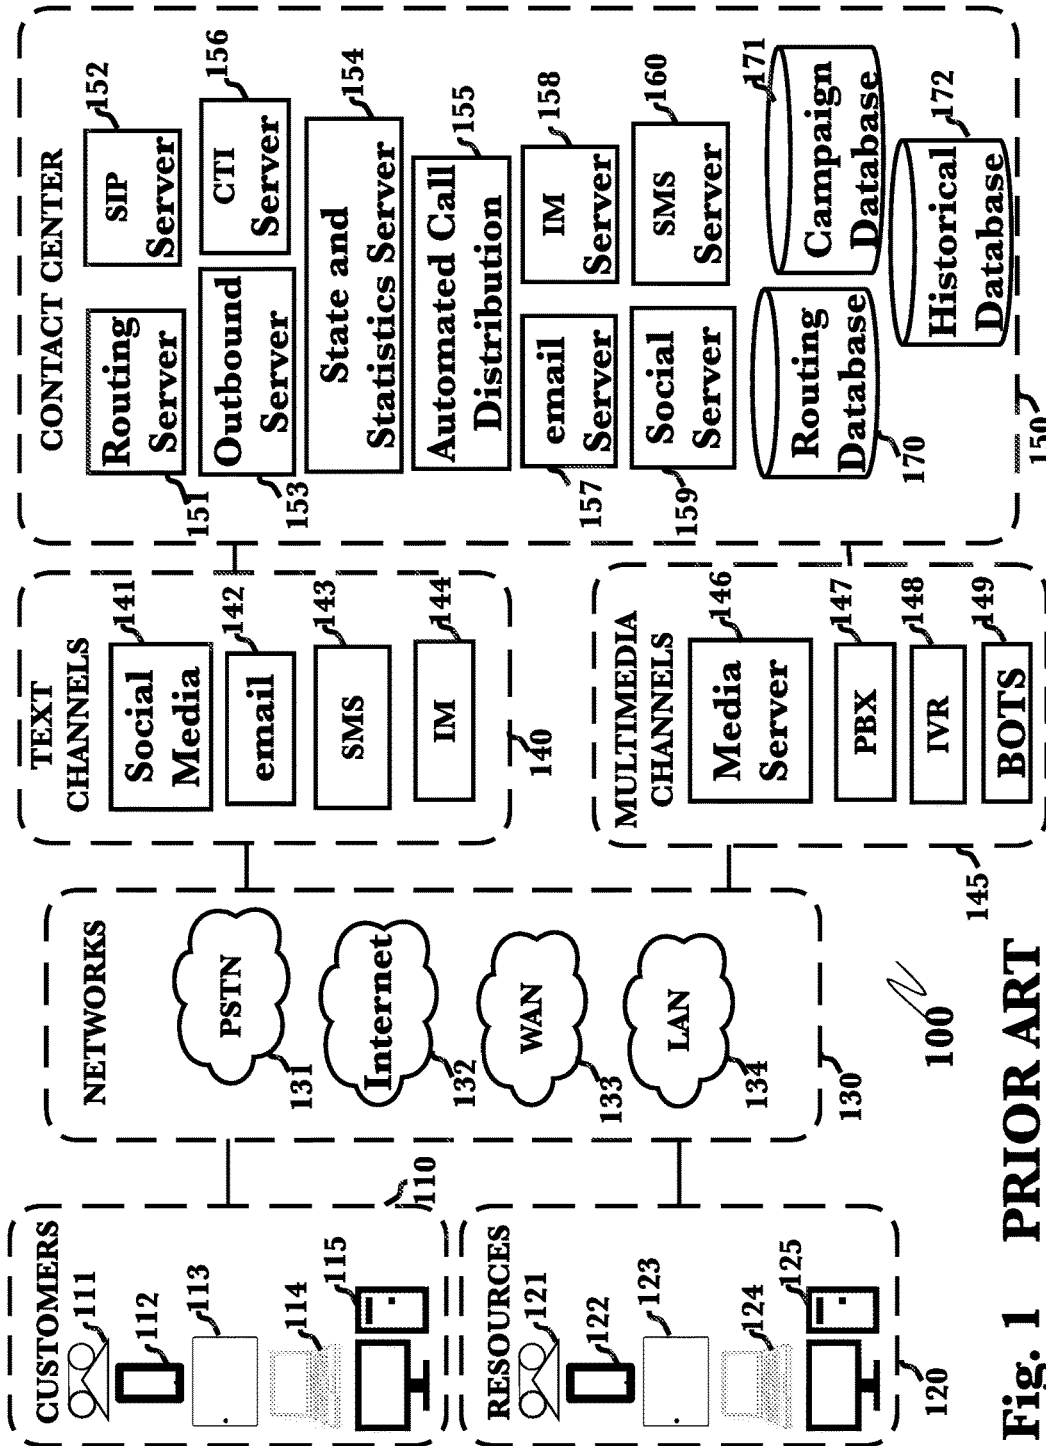 CUSTOMERS
111
112
113
114
115
110
RESOURCES
121
122
123
124
125
120
NETWORKS
PSTN
131
Internet
132
WAN
133
LAN
134
130
TEXT
CHANNELS
Social
Media
141
email
142
SMS
143
IM
144
140
MULTIMEDIA
CHANNELS
Media
Server
146
PBX
147
IVR
148
BOTS
149
145
CONTACT CENTER
Routing
Server
151
SIP
Server
152
Outbound
Server
153
CTI
Server
156
State and
Statistics Server
154
Automated Call
Distribution
155
email
Server
157
IM
Server
158
Social
Server
159
SMS
Server
160
Routing
Database
170
Campaign
Database
171
Historical
Database
172
150
100
Fig. 1 PRIOR ART